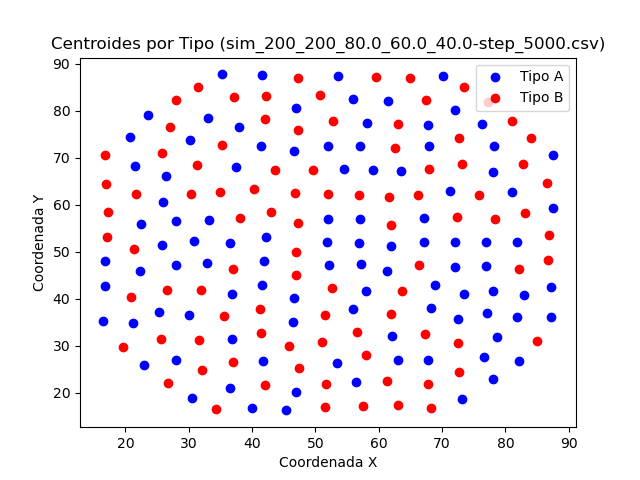 Centroides por Tipo (sim_200_200_80.0_60.0_40.0-step_5000.csv)
Tipo A
Tipo B
90
80
70
60
50
40
30
20
Coordenada Y
20 30 40 50 60 70 80 90
Coordenada X